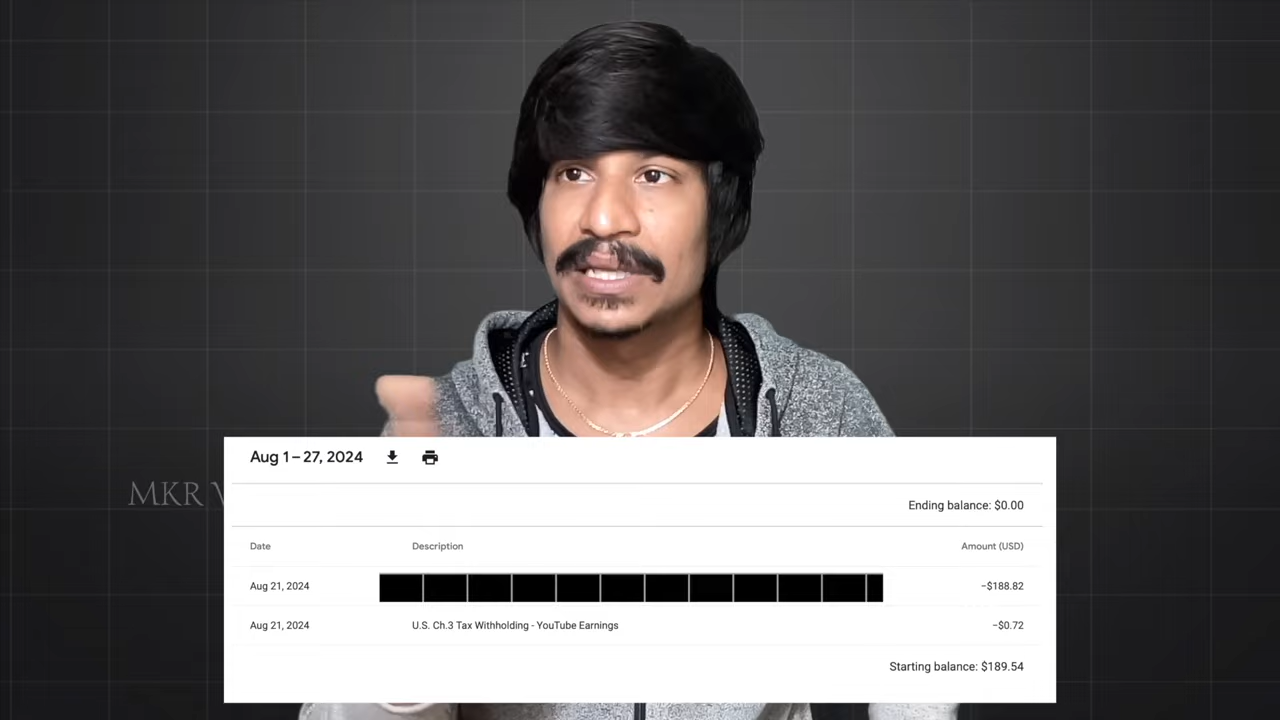 Aug 1 – 27, 2024
MKR
Ending balance: $0.00
Date Description Amount (USD)
Aug 21, 2024 −$188.82
Aug 21, 2024 U.S. Ch.3 Tax Withholding - YouTube Earnings −$0.72
Starting balance: $189.54